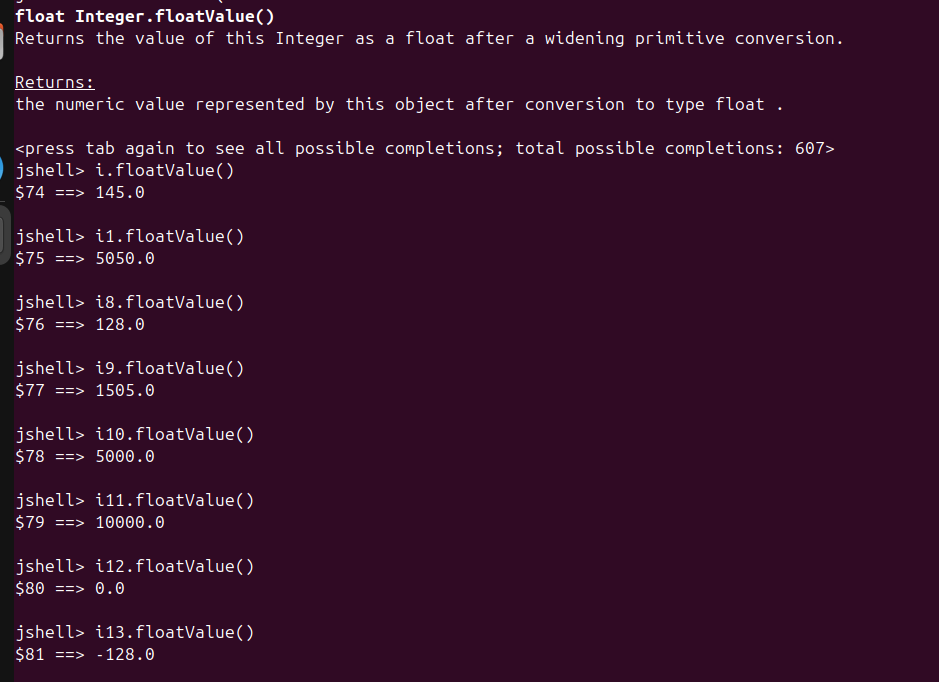 float Integer.floatValue()
Returns the value of this Integer as a float after a widening primitive conversion.
Returns:
the numeric value represented by this object after conversion to type float .
<press tab again to see all possible completions; total possible completions: 607>
jshell> i.floatValue()
$74 ==> 145.0
jshell> i1.floatValue()
$75 ==> 5050.0
jshell> i8.floatValue()
$76 ==> 128.0
jshell> i9.floatValue()
$77 ==> 1505.0
jshell> i10.floatValue()
$78 ==> 5000.0
jshell> i11.floatValue()
$79 ==> 10000.0
jshell> i12.floatValue()
$80 ==> 0.0
jshell> i13.floatValue()
$81 ==> -128.0